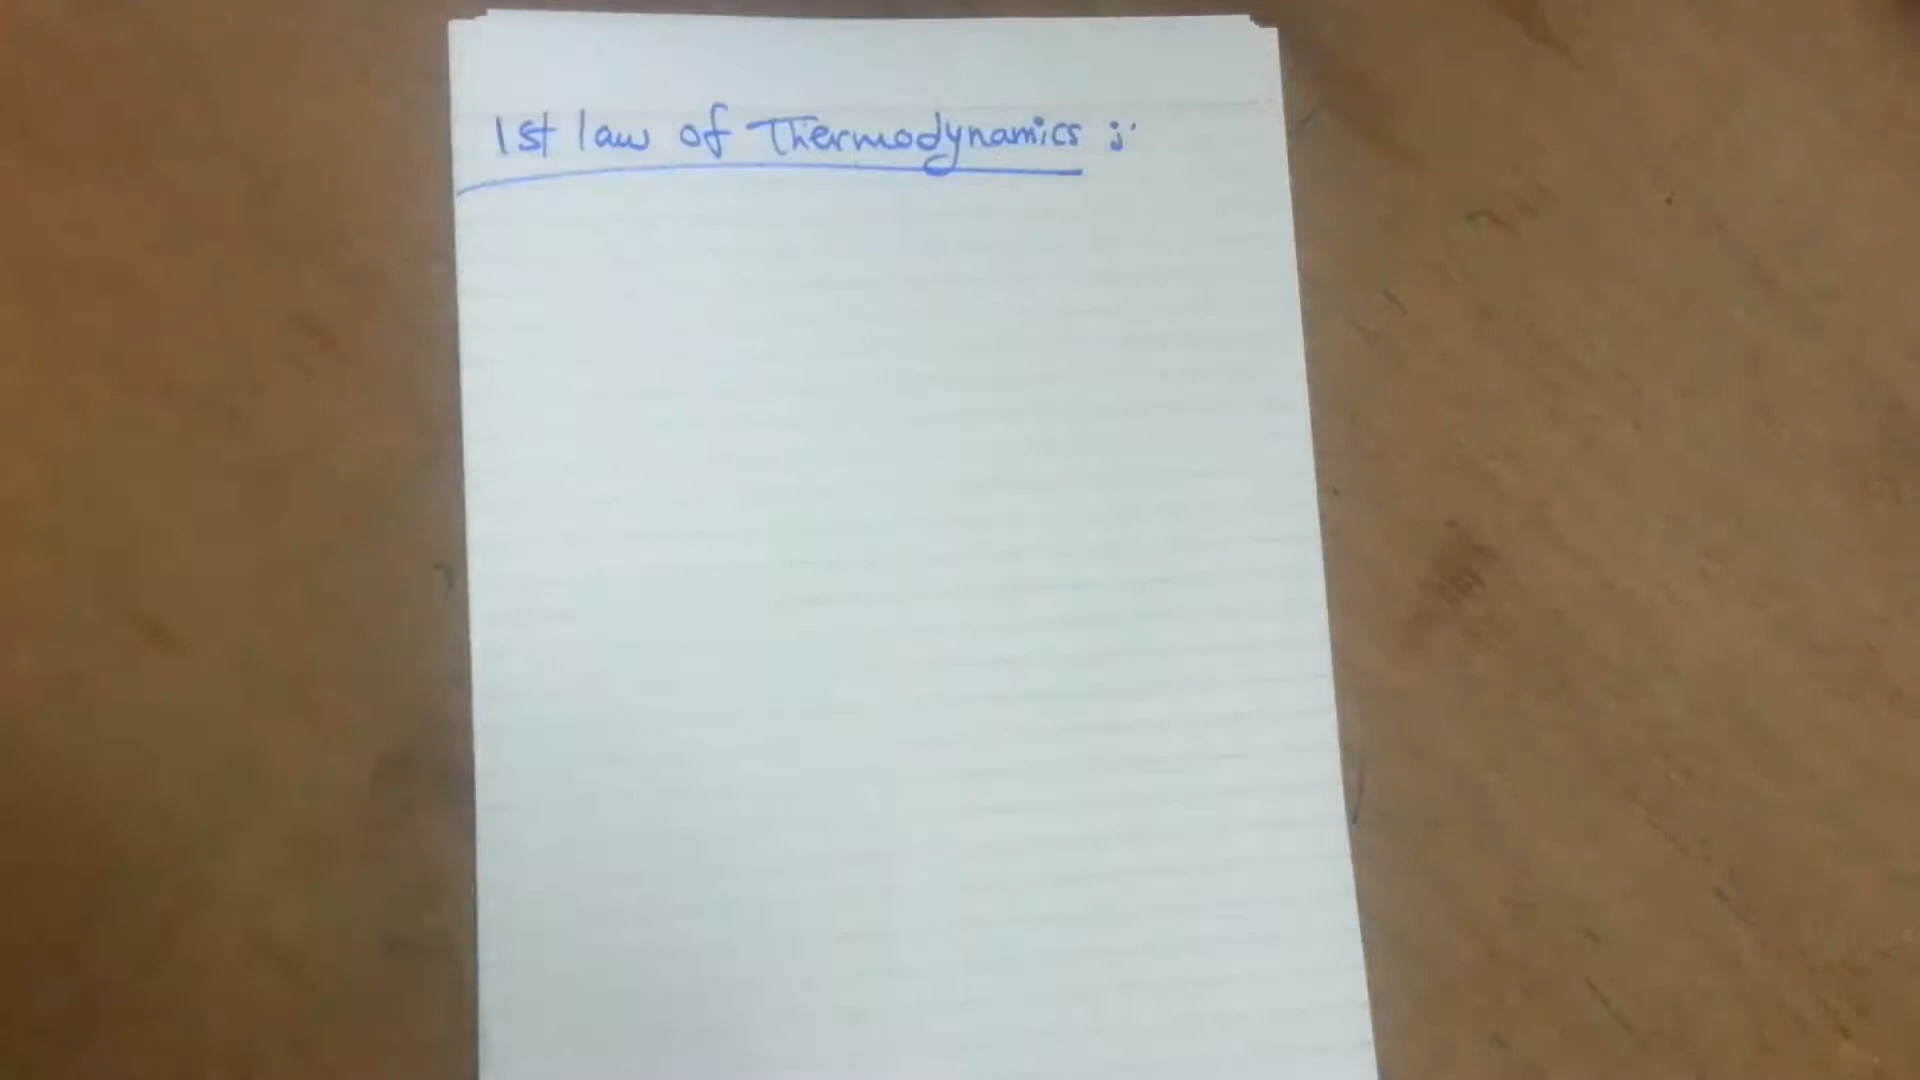 1st law of Thermodynamics :-